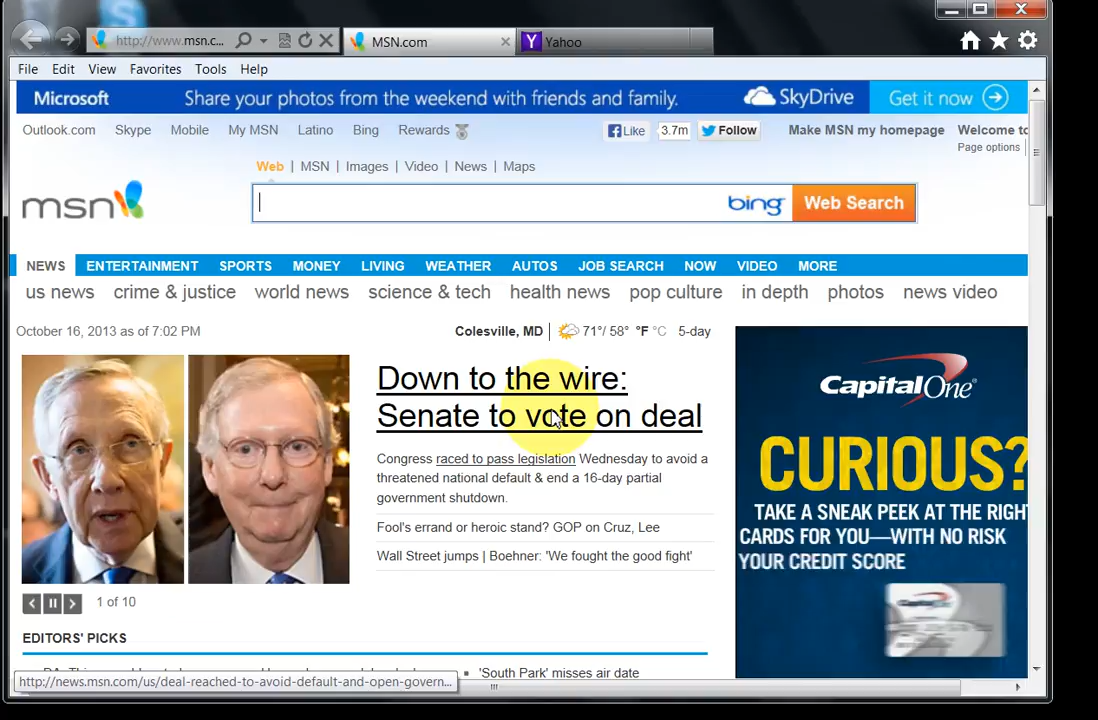 http://www.msn.c...
MSN.com
Yahoo
File Edit View Favorites Tools Help
Microsoft Share your photos from the weekend with friends and family. SkyDrive Get it now
Outlook.com Skype Mobile My MSN Latino Bing Rewards Like 3.7m Follow Make MSN my homepage Welcome to
Page options
Web | MSN | Images | Video | News | Maps
msn
bing Web Search
NEWS ENTERTAINMENT SPORTS MONEY LIVING WEATHER AUTOS JOB SEARCH NOW VIDEO MORE
us news crime & justice world news science & tech health news pop culture in depth photos news video
October 16, 2013 as of 7:02 PM
Colesville, MD | 71°/ 58° °F °C 5-day
Down to the wire:
Senate to vote on deal
Congress raced to pass legislation Wednesday to avoid a
threatened national default & end a 16-day partial
government shutdown.
Fool's errand or heroic stand? GOP on Cruz, Lee
Wall Street jumps | Boehner: 'We fought the good fight'
1 of 10
EDITORS' PICKS
'South Park' misses air date
http://news.msn.com/us/deal-reached-to-avoid-default-and-open-govern...
Capital One
CURIOUS?
TAKE A SNEAK PEEK AT THE RIGH
CARDS FOR YOU—WITH NO RISK
YOUR CREDIT SCORE